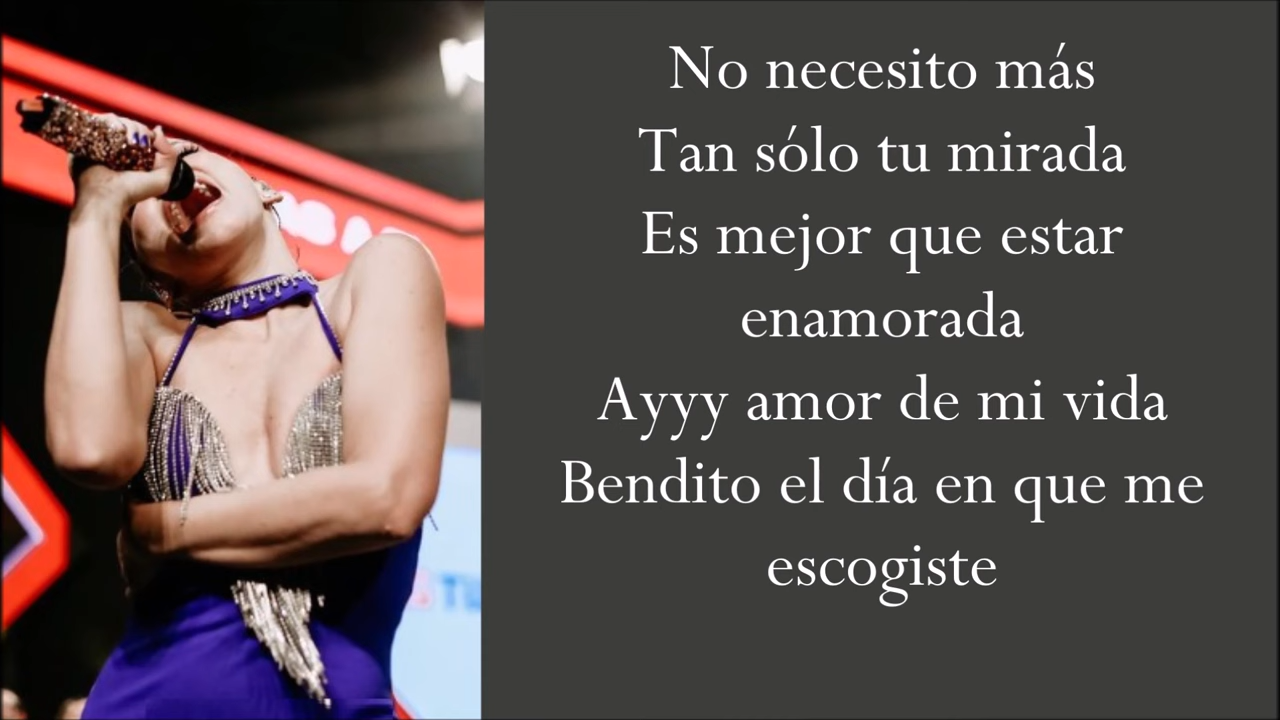 No necesito más
Tan sólo tu mirada
Es mejor que estar
enamorada
Ayyy amor de mi vida
Bendito el día en que me
escogiste